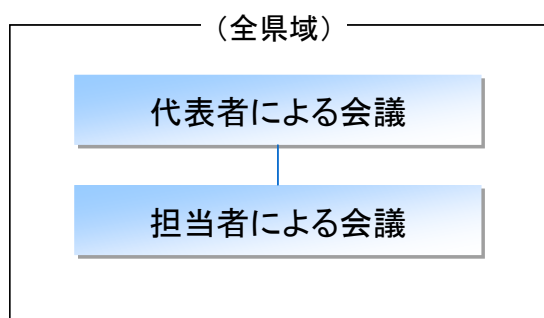 （全県域）
代表者による会議
担当者による会議